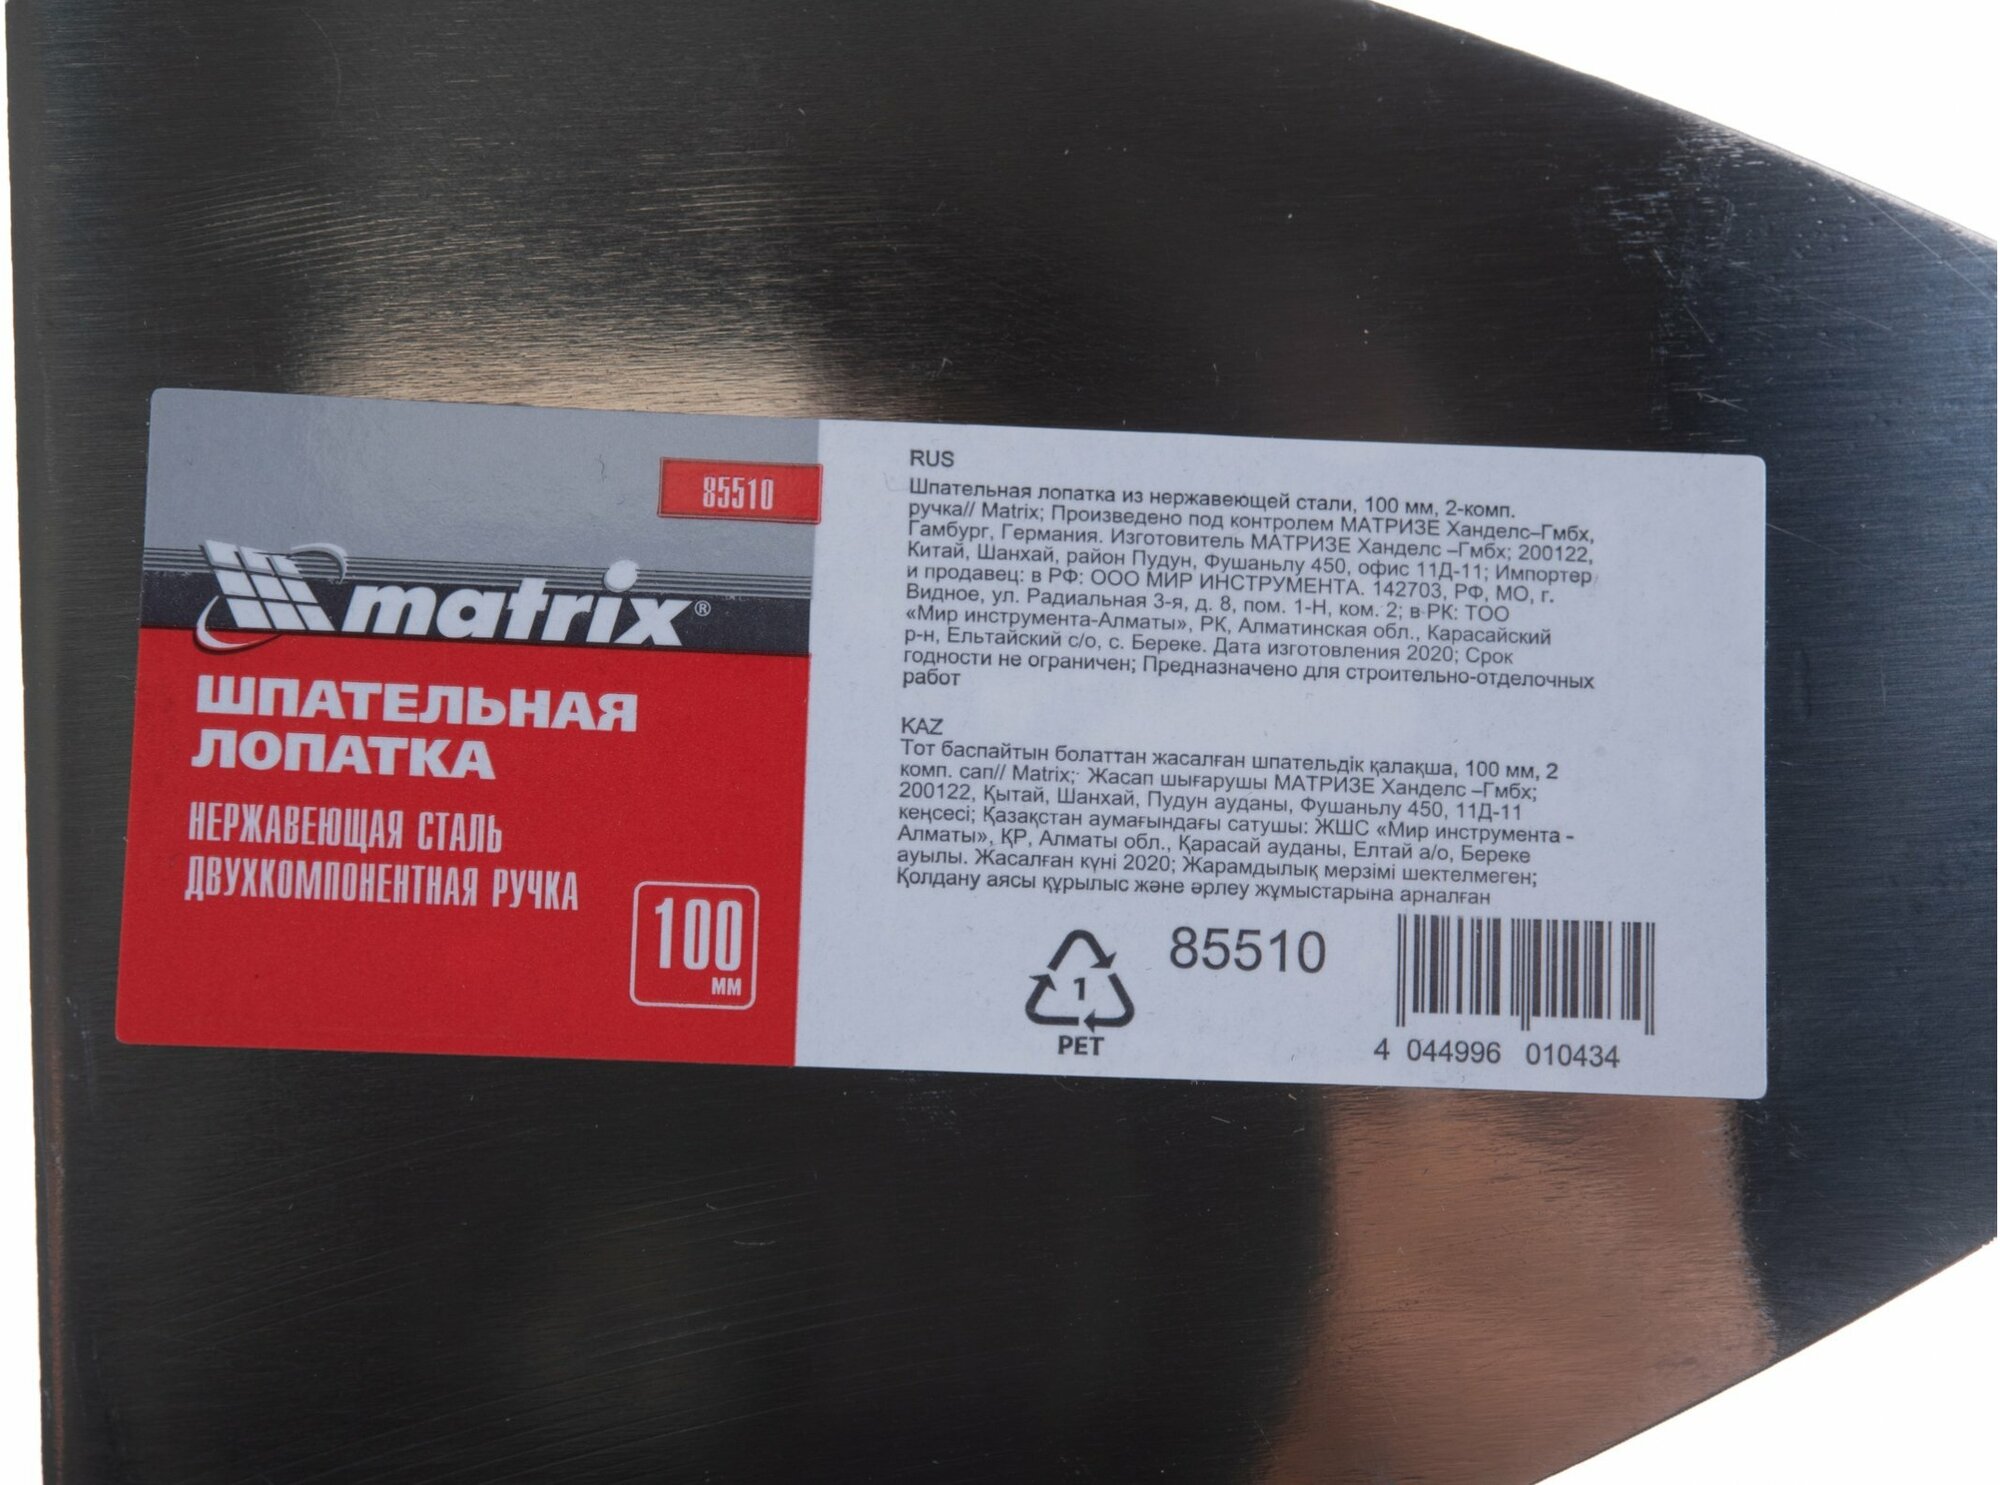 85510
matrix®
ШПАТЕЛЬНАЯ
ЛОПАТКА
НЕРЖАВЕЮЩАЯ СТАЛЬ
ДВУХКОМПОНЕНТНАЯ РУЧКА
100
ММ
RUS
Шпательная лопатка из нержавеющей стали, 100 мм, 2-комп.
ручка// Matrix; Произведено под контролем МАТРИЗЕ Ханделс–Гмбх,
Гамбург, Германия. Изготовитель МАТРИЗЕ Ханделс –Гмбх; 200122,
Китай, Шанхай, район Пудун, Фушаньлу 450, офис 11Д-11; Импортер
и продавец: в РФ: ООО МИР ИНСТРУМЕНТА. 142703, РФ, МО, г.
Видное, ул. Радиальная 3-я, д. 8, пом. 1-Н, ком. 2; в РК: ТОО
«Мир инструмента-Алматы», РК, Алматинская обл., Карасайский
р-н, Ельтайский с/о, с. Береке. Дата изготовления 2020; Срок
годности не ограничен; Предназначено для строительно-отделочных
работ
KAZ
Тот баспайтын болаттан жасалған шпательдік қалақша, 100 мм, 2
комп. сап// Matrix; Жасап шығарушы МАТРИЗЕ Ханделс –Гмбх;
200122, Қытай, Шанхай, Пудун ауданы, Фушаньлу 450, 11Д-11
кеңсесі; Қазақстан аумағындағы сатушы: ЖШС «Мир инструмента -
Алматы», ҚР, Алматы обл., Қарасай ауданы, Елтай а/о, Береке
ауылы. Жасалған күні 2020; Жарамдылық мерзімі шектелмеген;
Қолдану аясы құрылыс және әрлеу жұмыстарына арналған
1
PET
85510
4 044996 010434